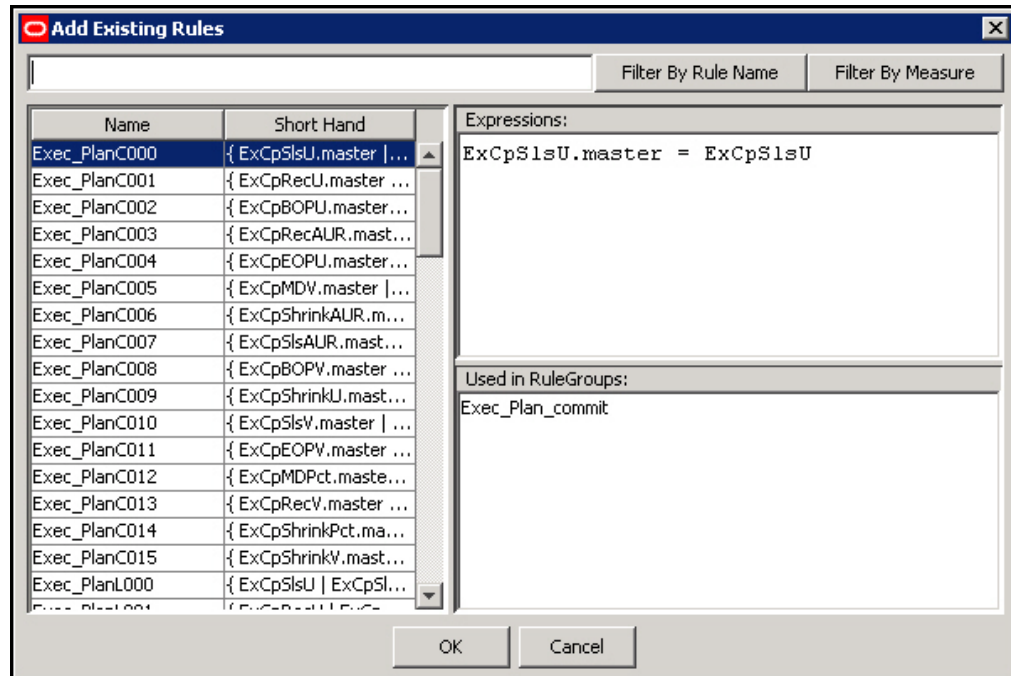 Add Existing Rules
Filter By Rule Name Filter By Measure
Name Short Hand
Exec_PlanC000 { ExCpSlsU.master |...
Exec_PlanC001 { ExCpRecU.master ...
Exec_PlanC002 { ExCpBOPU.master...
Exec_PlanC003 { ExCpRecAUR.mast...
Exec_PlanC004 { ExCpEOPU.master...
Exec_PlanC005 { ExCpMDV.master |...
Exec_PlanC006 { ExCpShrinkAUR.m...
Exec_PlanC007 { ExCpSlsAUR.mast...
Exec_PlanC008 { ExCpBOPV.master ...
Exec_PlanC009 { ExCpShrinkU.mast...
Exec_PlanC010 { ExCpSlsV.master | ...
Exec_PlanC011 { ExCpEOPV.master ...
Exec_PlanC012 { ExCpMDPct.maste...
Exec_PlanC013 { ExCpRecV.master ...
Exec_PlanC014 { ExCpShrinkPct.ma...
Exec_PlanC015 { ExCpShrinkV.mast...
Exec_PlanL000 { ExCpSlsU | ExCpSl...
Expressions:
ExCpSlsU.master = ExCpSlsU
Used in RuleGroups:
Exec_Plan_commit
OK Cancel